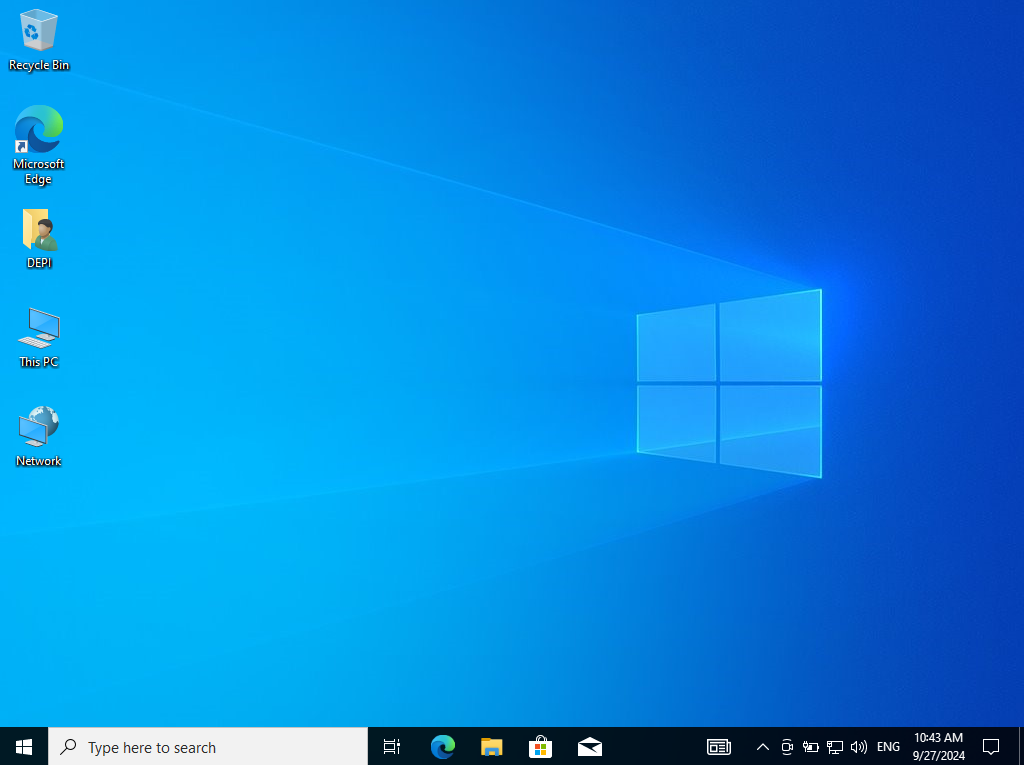 Recycle Bin
Microsoft
Edge
DEPI
This PC
Network
Type here to search
ENG
10:43 AM
9/27/2024